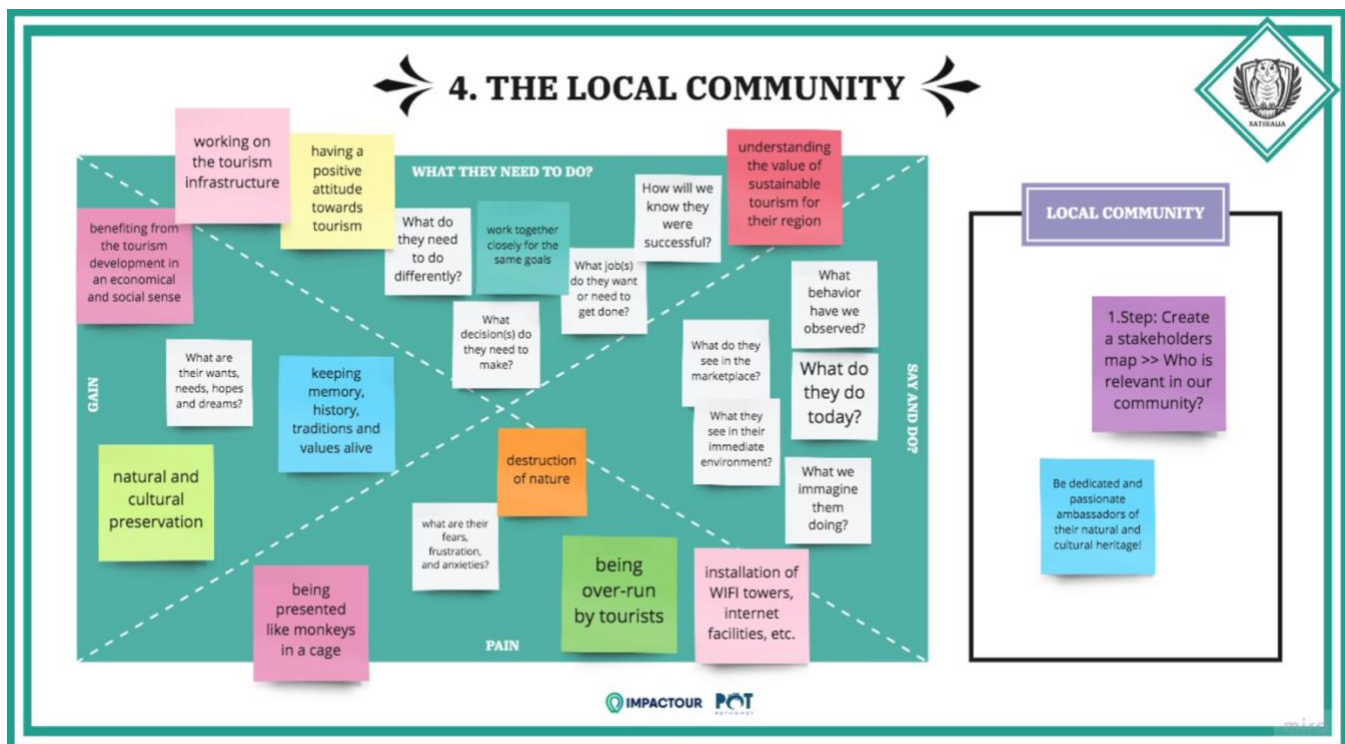 4. THE LOCAL COMMUNITY
working on
the tourism
infrastructure
having a
positive
attitude
towards
tourism
WHAT THEY NEED TO DO?
benefiting from
the tourism
development in
an economical
and social sense
What do
they need
to do
differently?
work together
closely for the
same goals
What job(s)
do they want
or need to
get done?
How will we
know they
were
successful?
understanding
the value of
sustainable
tourism for
their region
What
decision(s) do
they need to
make?
GAIN
What are
their wants,
needs, hopes
and dreams?
keeping
memory,
history,
traditions and
values alive
natural and
cultural
preservation
What
behavior
have we
observed?
What do they
see in the
marketplace?
What do
they do
today?
What they
see in their
immediate
environment?
What we
immagine
them
doing?
SAY AND DO?
destruction
of nature
what are their
fears,
frustration,
and anxieties?
being
presented
like monkeys
in a cage
being
over-run
by tourists
installation of
WIFI towers,
internet
facilities, etc.
PAIN
LOCAL COMMUNITY
1.Step: Create
a stakeholders
map >> Who is
relevant in our
community?
Be dedicated and
passionate
ambassadors of
their natural and
cultural heritage!
IMPACTOUR
POT
miro